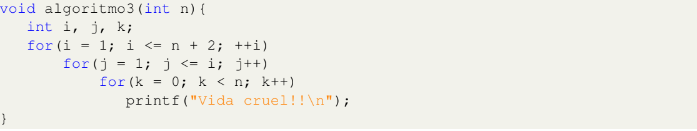 void algoritmo3(int n){
   int i, j, k;
   for(i = 1; i <= n + 2; ++i)
       for(j = 1; j <= i; j++)
           for(k = 0; k < n; k++)
              printf("Vida cruel!!\n");
}